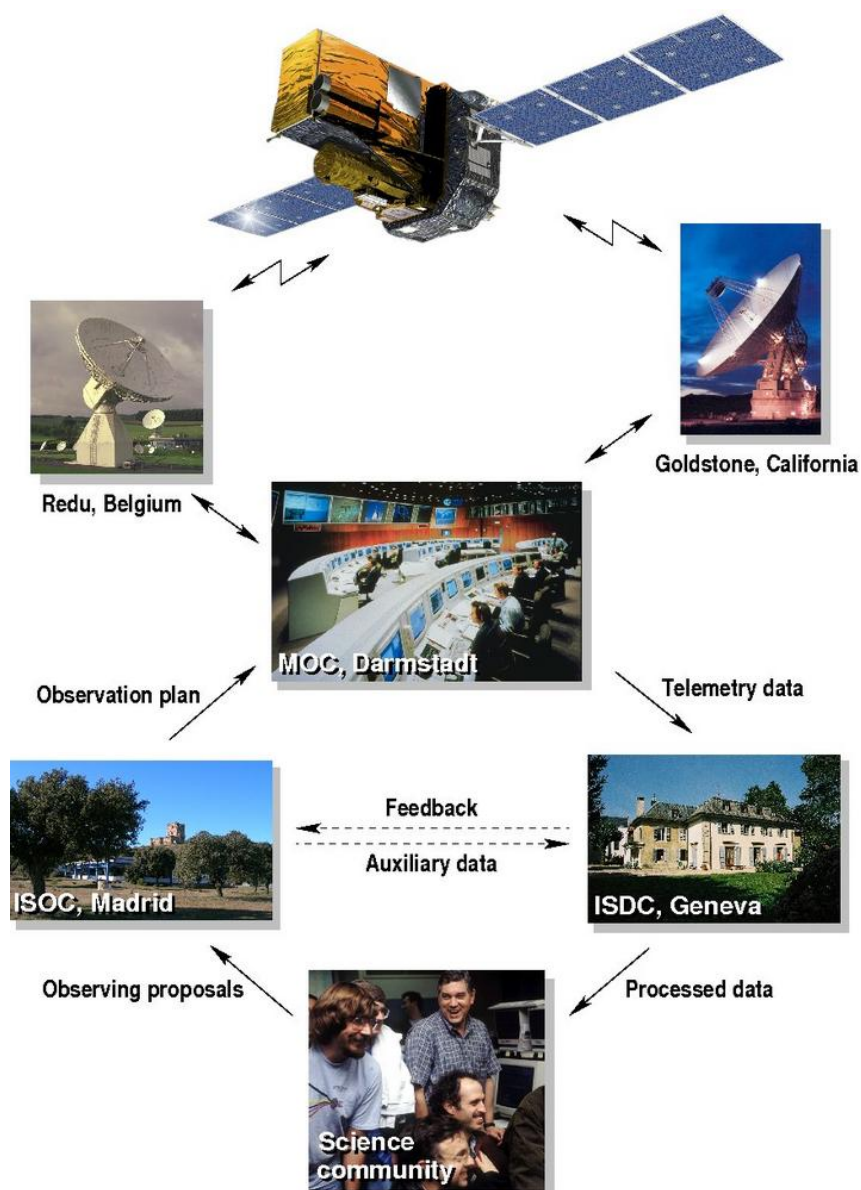 Goldstone, California
Redu, Belgium
MOC, Darmstadt
Observation plan
Telemetry data
Feedback
Auxiliary data
ISOC, Madrid
ISDC, Geneva
Observing proposals
Processed data
Science
community